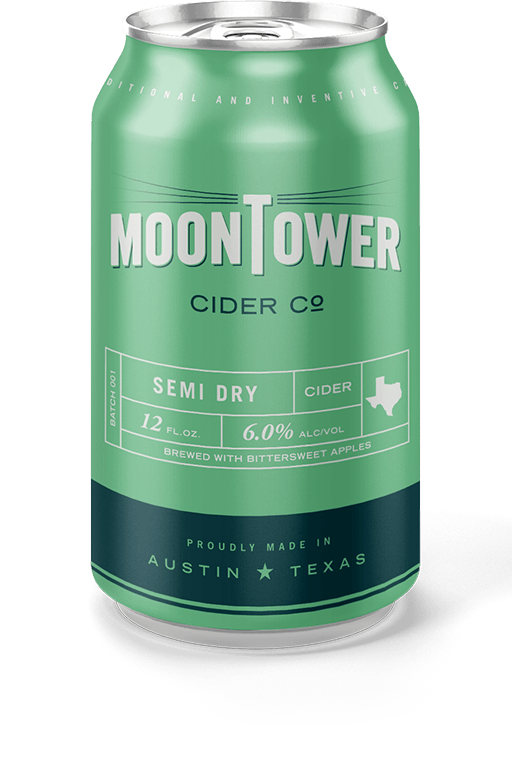 AND INVENTIVE
MOONTOWER
CIDER Co
BATCH 001
SEMI DRY
CIDER
12 FL.OZ.
6.0% ALC/VOL
BREWED WITH BITTERSWEET APPLES
PROUDLY MADE IN
AUSTIN ★ TEXAS